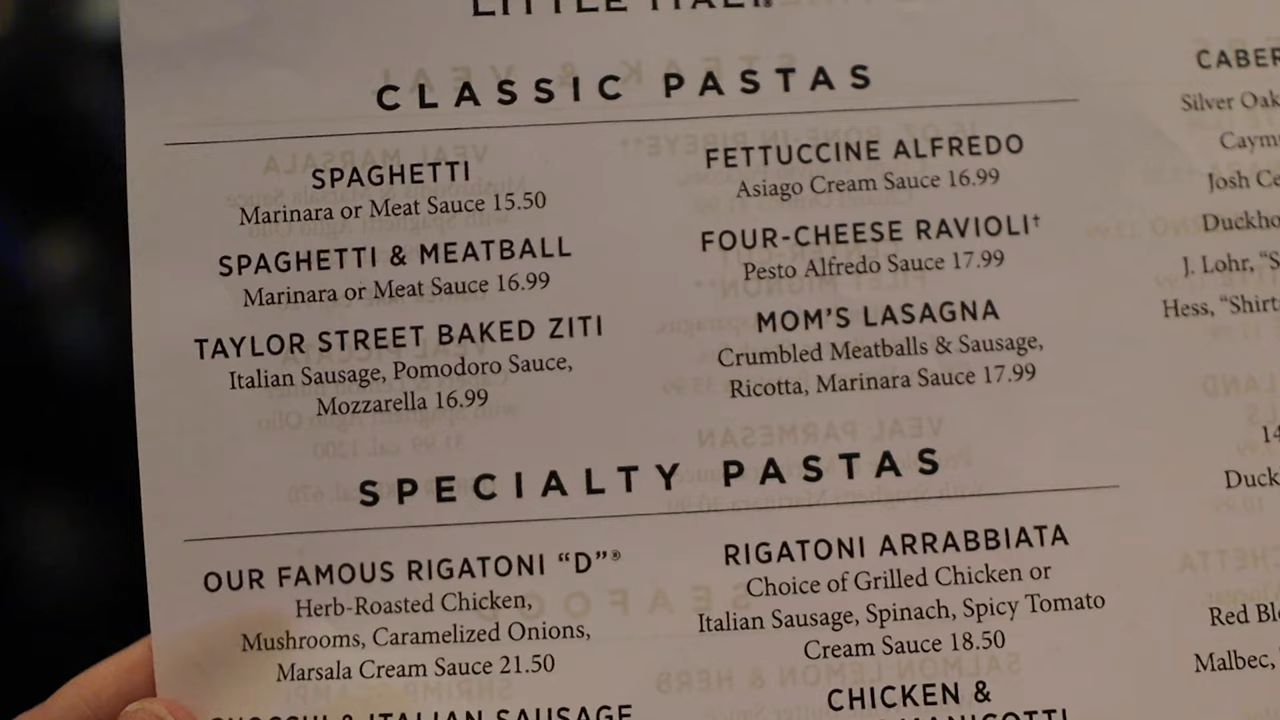 LITTLE ITALY®
CLASSIC PASTAS
SPAGHETTI
Marinara or Meat Sauce 15.50
SPAGHETTI & MEATBALL
Marinara or Meat Sauce 16.99
TAYLOR STREET BAKED ZITI
Italian Sausage, Pomodoro Sauce,
Mozzarella 16.99
FETTUCCINE ALFREDO
Asiago Cream Sauce 16.99
FOUR-CHEESE RAVIOLI†
Pesto Alfredo Sauce 17.99
MOM'S LASAGNA
Crumbled Meatballs & Sausage,
Ricotta, Marinara Sauce 17.99
SPECIALTY PASTAS
OUR FAMOUS RIGATONI “D”®
Herb-Roasted Chicken,
Mushrooms, Caramelized Onions,
Marsala Cream Sauce 21.50
ITALIAN SAUSAGE
RIGATONI ARRABBIATA
Choice of Grilled Chicken or
Italian Sausage, Spinach, Spicy Tomato
Cream Sauce 18.50
CHICKEN &
CABER
Silver Oak
Caym
Josh Ce
Duckho
J. Lohr, “S
Hess, “Shirt
14
Duck
Red Bl
Malbec,